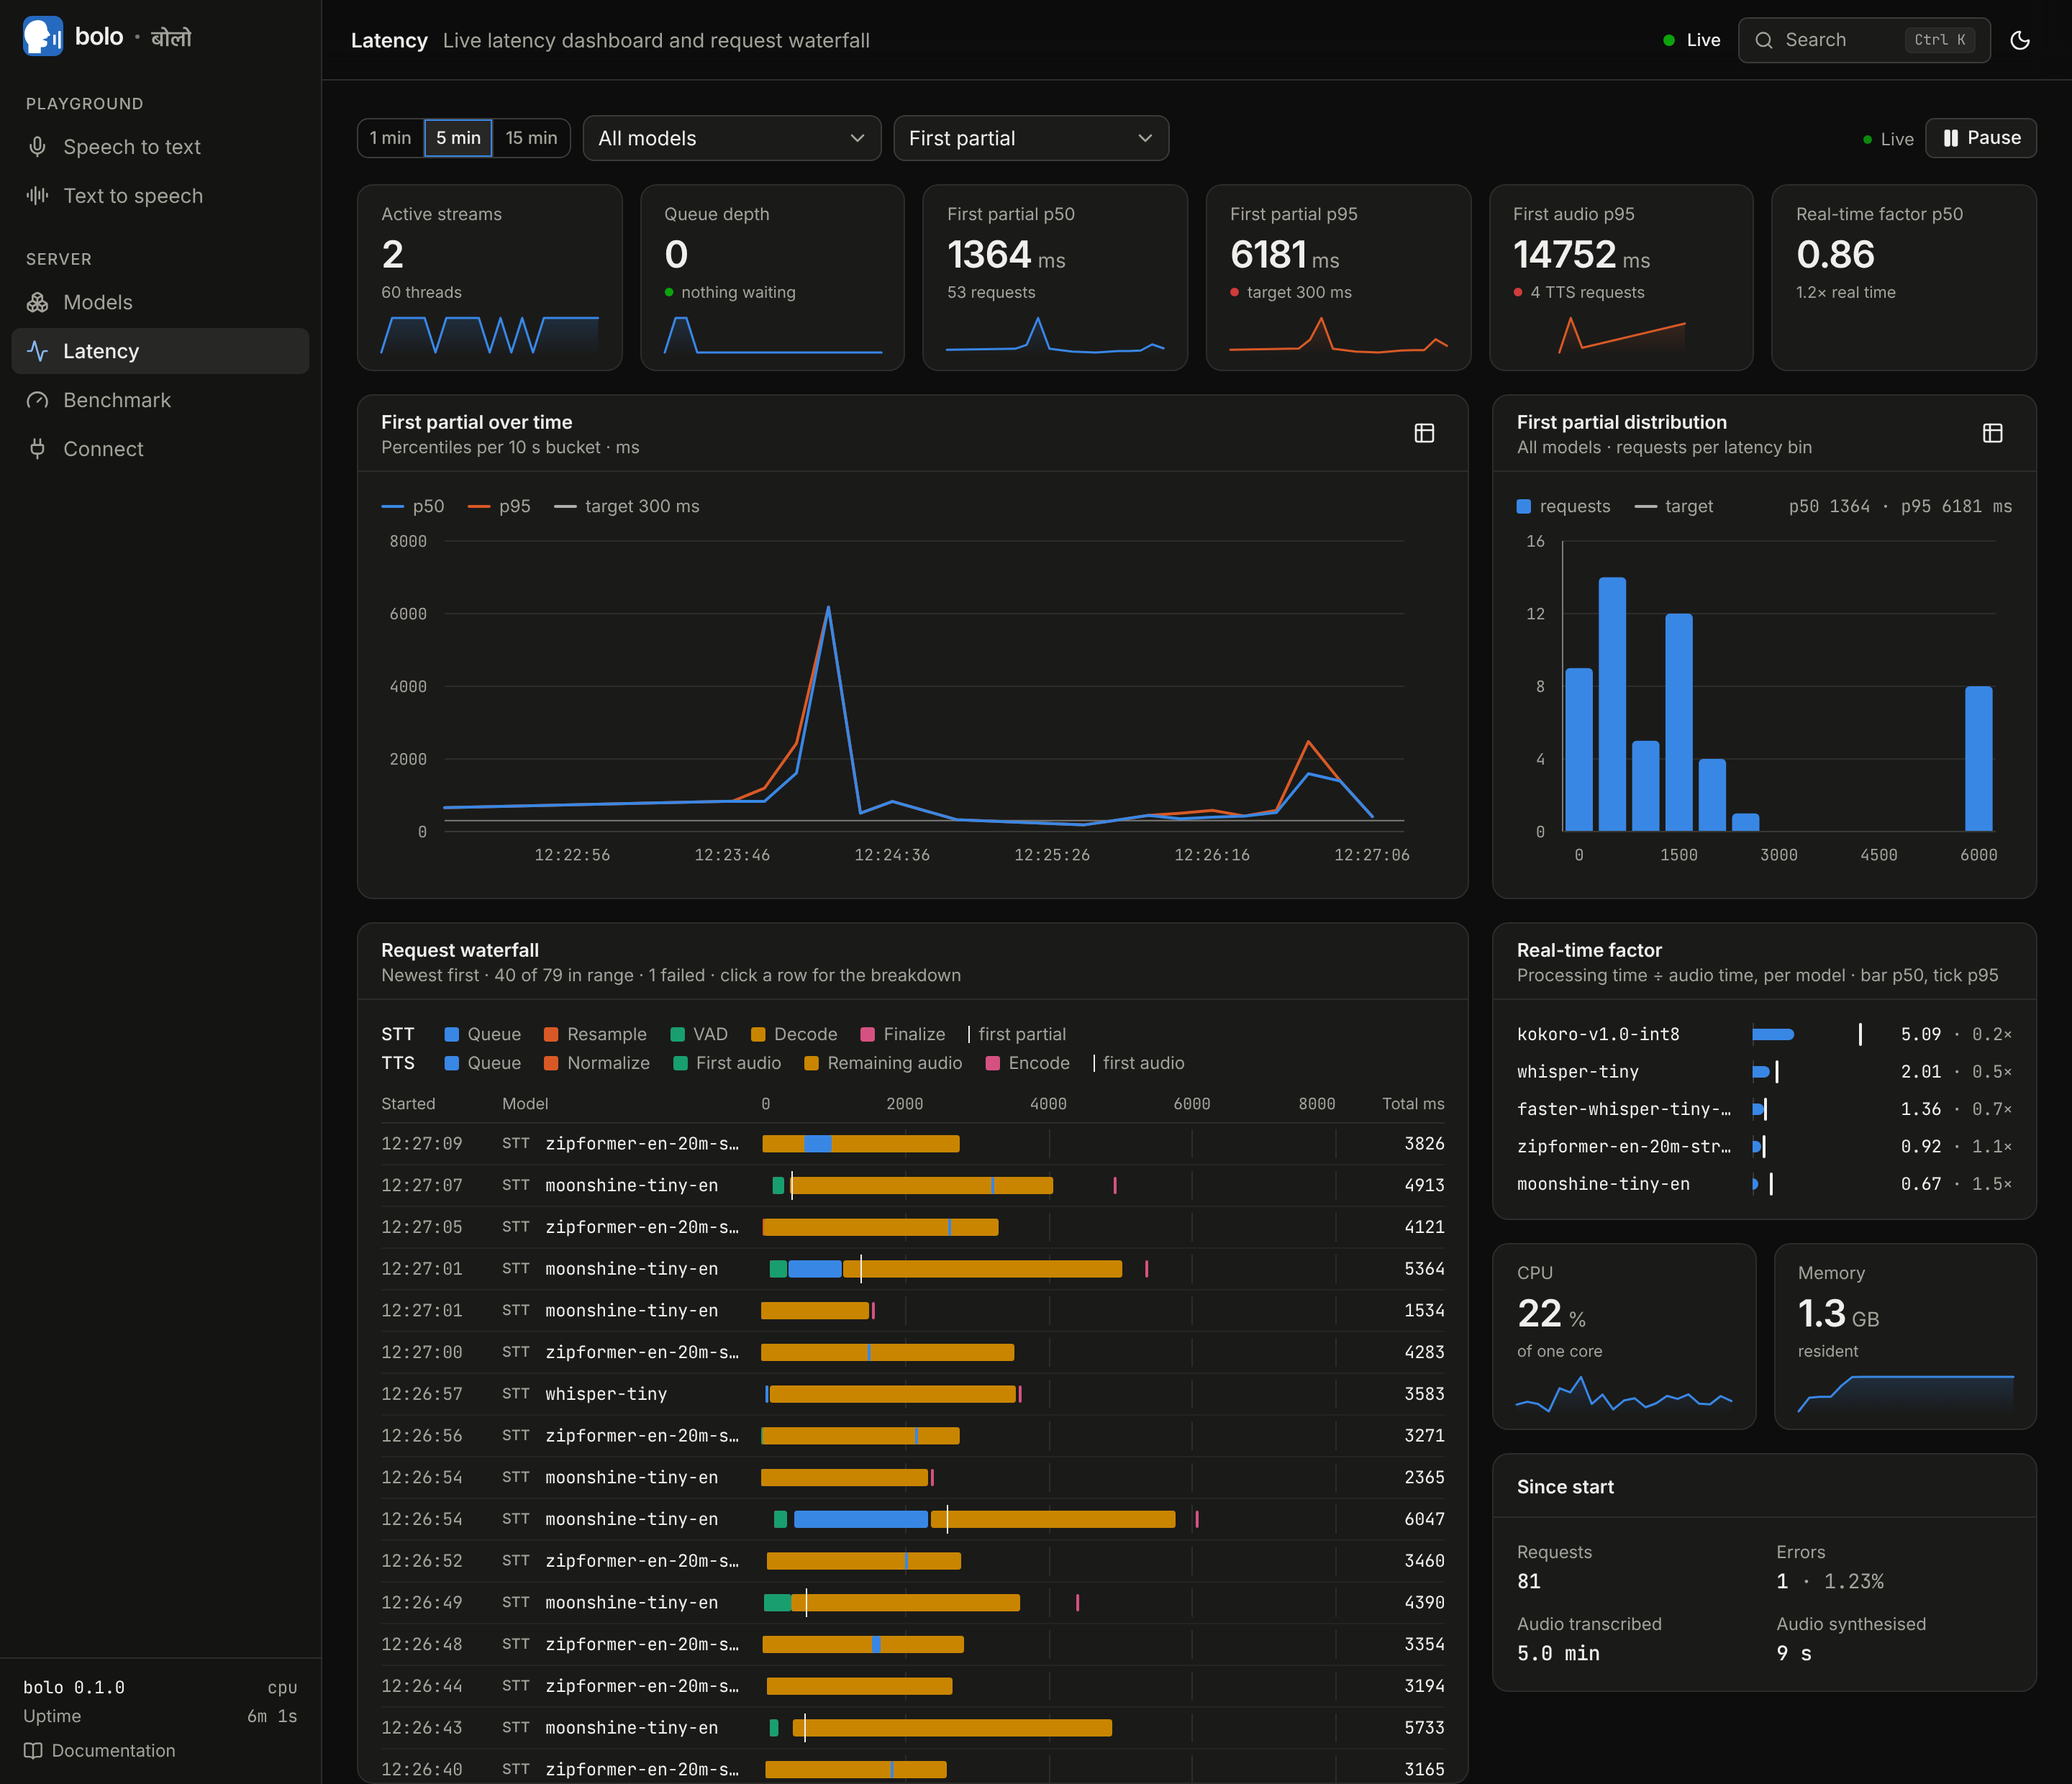 bolo · बोलो
PLAYGROUND
Speech to text
Text to speech
SERVER
Models
Latency
Benchmark
Connect
bolo 0.1.0 cpu
Uptime 6m 1s
Documentation
Latency Live latency dashboard and request waterfall
Live Search Ctrl K
1 min 5 min 15 min All models First partial
Live Pause
Active streams
2
60 threads
Queue depth
0
nothing waiting
First partial p50
1364 ms
53 requests
First partial p95
6181 ms
target 300 ms
First audio p95
14752 ms
4 TTS requests
Real-time factor p50
0.86
1.2× real time
First partial over time
Percentiles per 10 s bucket · ms
p50 p95 target 300 ms
8000
6000
4000
2000
0
12:22:56 12:23:46 12:24:36 12:25:26 12:26:16 12:27:06
First partial distribution
All models · requests per latency bin
requests target p50 1364 · p95 6181 ms
16
12
8
4
0
0 1500 3000 4500 6000
Request waterfall
Newest first · 40 of 79 in range · 1 failed · click a row for the breakdown
STT Queue Resample VAD Decode Finalize first partial
TTS Queue Normalize First audio Remaining audio Encode first audio
Started Model 0 2000 4000 6000 8000 Total ms
12:27:09 STT zipformer-en-20m-s… 3826
12:27:07 STT moonshine-tiny-en 4913
12:27:05 STT zipformer-en-20m-s… 4121
12:27:01 STT moonshine-tiny-en 5364
12:27:01 STT moonshine-tiny-en 1534
12:27:00 STT zipformer-en-20m-s… 4283
12:26:57 STT whisper-tiny 3583
12:26:56 STT zipformer-en-20m-s… 3271
12:26:54 STT moonshine-tiny-en 2365
12:26:54 STT moonshine-tiny-en 6047
12:26:52 STT zipformer-en-20m-s… 3460
12:26:49 STT moonshine-tiny-en 4390
12:26:48 STT zipformer-en-20m-s… 3354
12:26:44 STT zipformer-en-20m-s… 3194
12:26:43 STT moonshine-tiny-en 5733
12:26:40 STT zipformer-en-20m-s… 3165
Real-time factor
Processing time ÷ audio time, per model · bar p50, tick p95
kokoro-v1.0-int8 5.09 · 0.2×
whisper-tiny 2.01 · 0.5×
faster-whisper-tiny-… 1.36 · 0.7×
zipformer-en-20m-str… 0.92 · 1.1×
moonshine-tiny-en 0.67 · 1.5×
CPU
22 %
of one core
Memory
1.3 GB
resident
Since start
Requests Errors
81 1 · 1.23%
Audio transcribed Audio synthesised
5.0 min 9 s